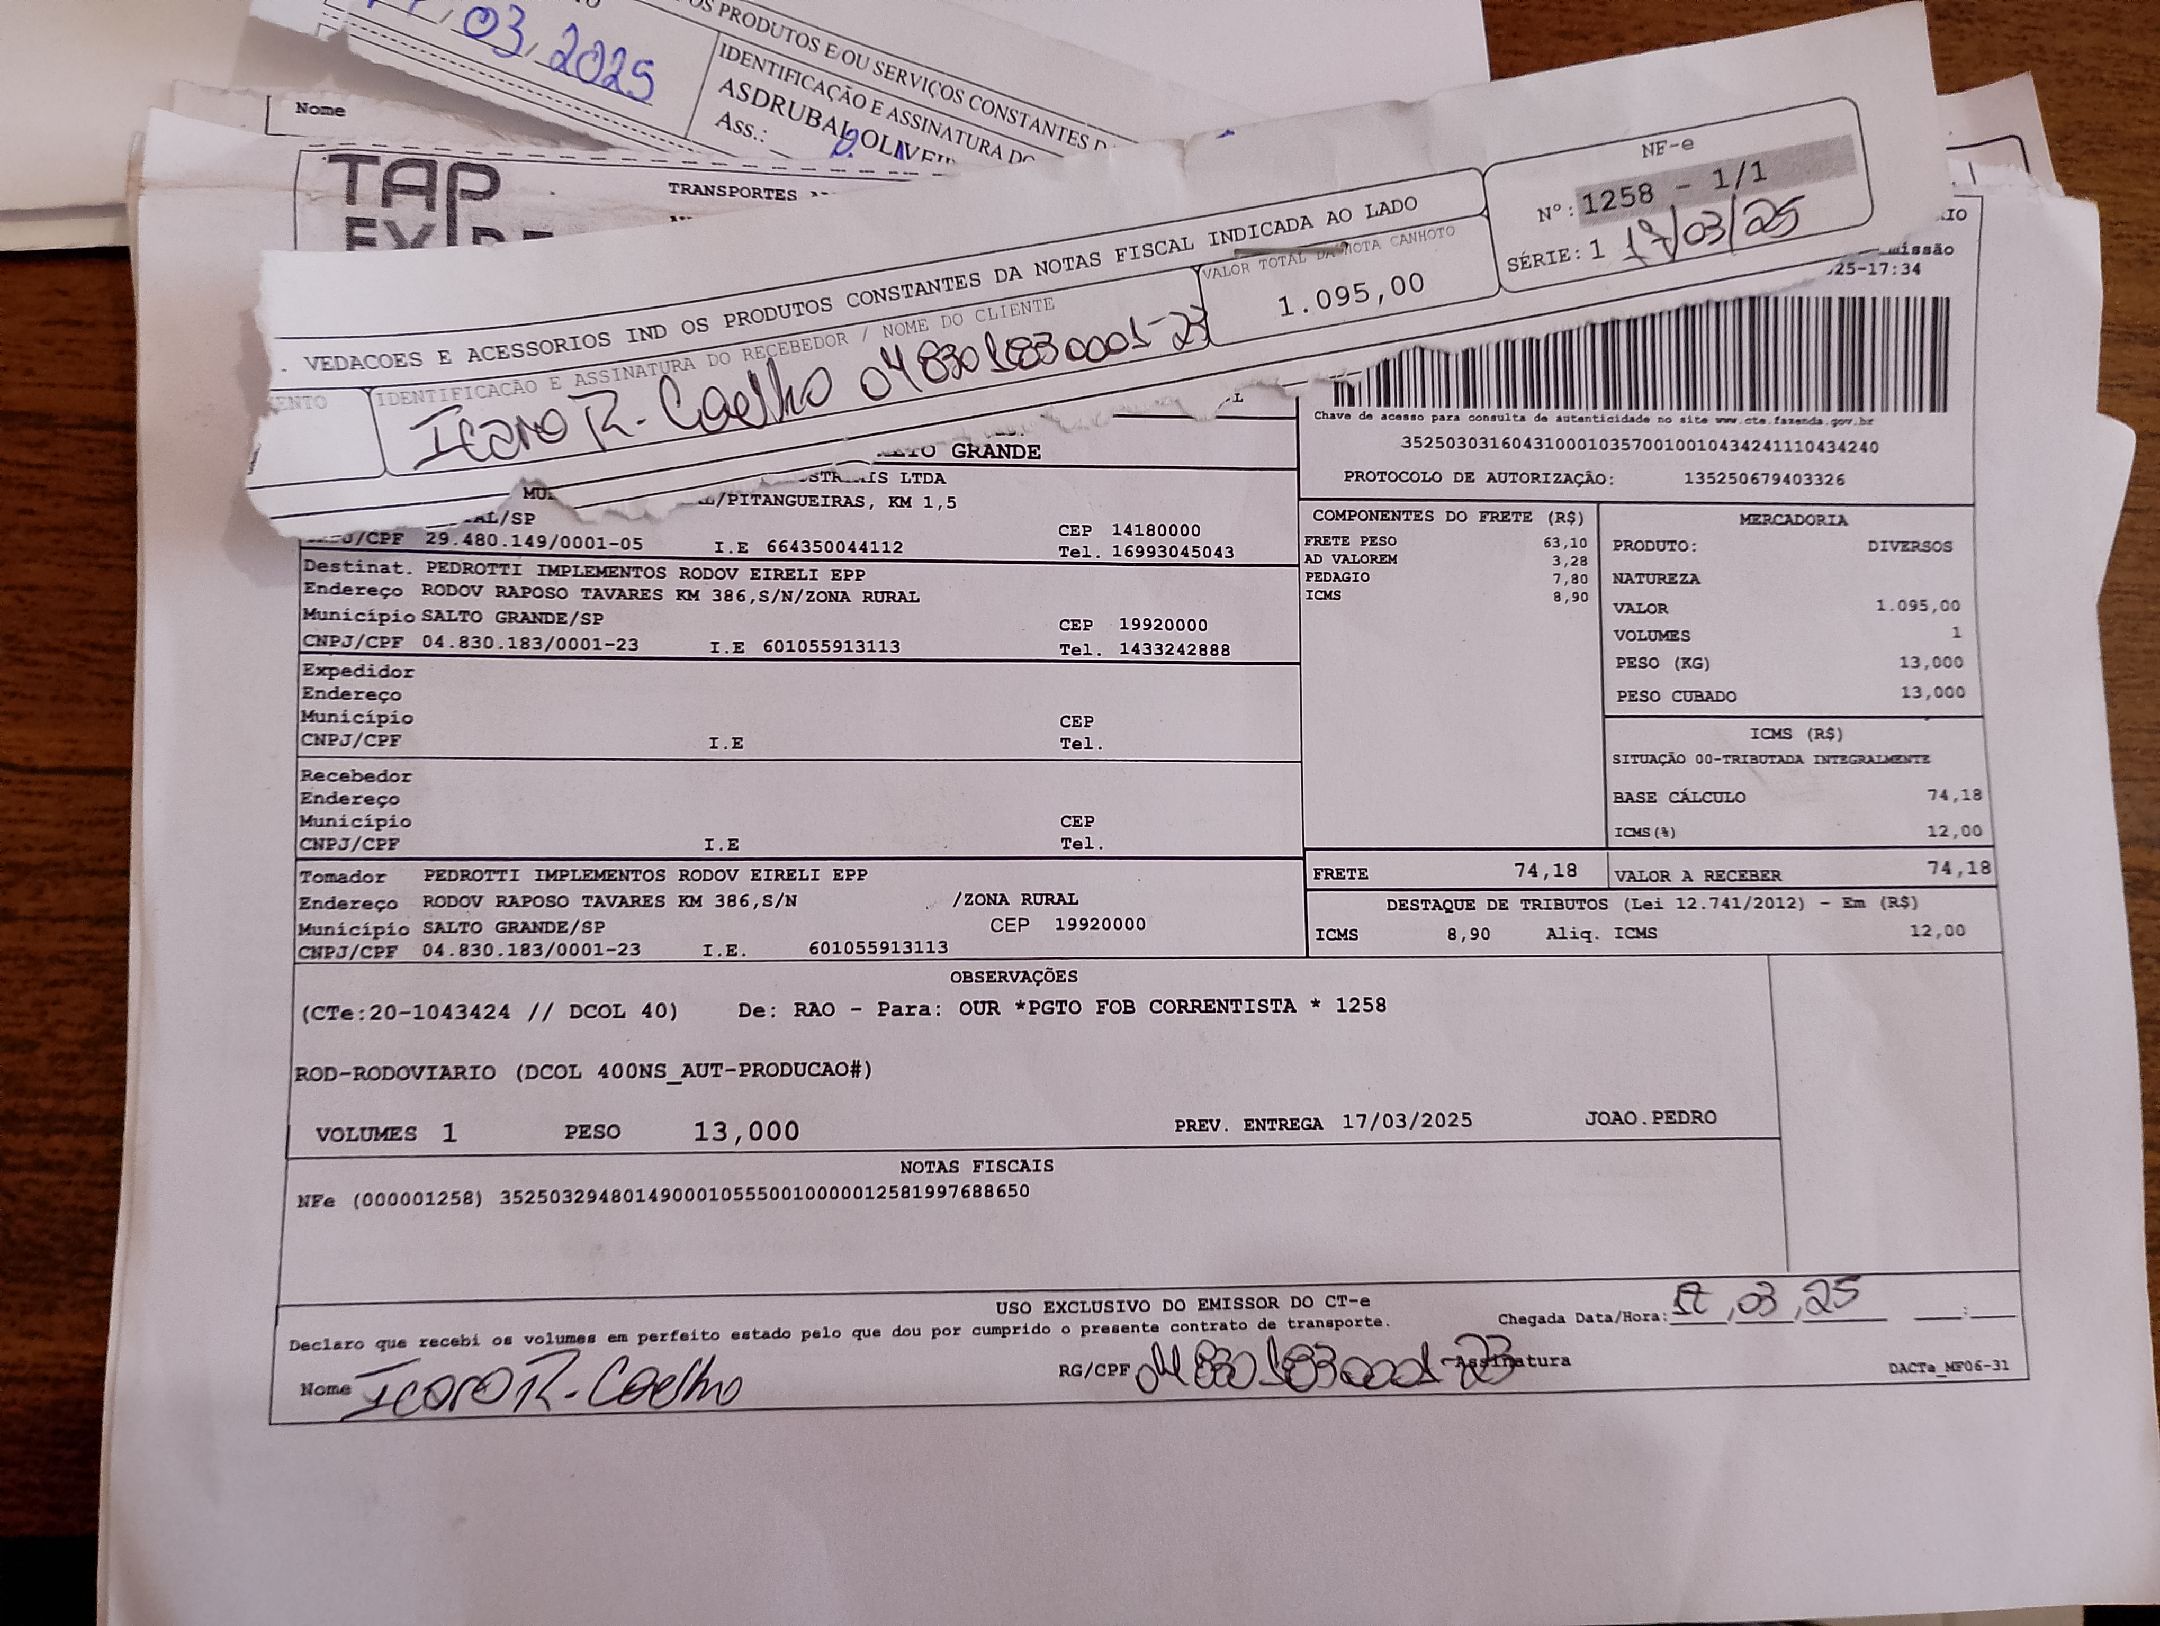 03, 2025
OS PRODUTOS E/OU SERVIÇOS CONSTANTES
IDENTIFICAÇÃO E ASSINATURA DO
ASDRUBAL OLIVEI
Ass.:
Nome
TAP
TRANSPORTES
NF-e
Nº: 1258 - 1/1
SÉRIE: 1 17/03/25
. VEDACOES E ACESSORIOS IND OS PRODUTOS CONSTANTES DA NOTAS FISCAL INDICADA AO LADO
IDENTIFICAÇÃO E ASSINATURA DO RECEBEDOR / NOME DO CLIENTE
VALOR TOTAL DA NOTA CANHOTO
1.095,00
Icaro R. Coelho 04830183 0001-23
25-17:34
Chave de acesso para consulta de autenticidade no site www.cte.fazenda.gov.br
35250303160431000103570010010434241110434240
PROTOCOLO DE AUTORIZAÇÃO: 135250679403326
GRANDE
LTDA
/PITANGUEIRAS, KM 1,5
/SP CEP 14180000
/CPF 29.480.149/0001-05 I.E 664350044112 Tel. 16993045043
Destinat. PEDROTTI IMPLEMENTOS RODOV EIRELI EPP
Endereço RODOV RAPOSO TAVARES KM 386,S/N/ZONA RURAL
Município SALTO GRANDE/SP CEP 19920000
CNPJ/CPF 04.830.183/0001-23 I.E 601055913113 Tel. 1433242888
Expedidor
Endereço
Município CEP
CNPJ/CPF I.E Tel.
Recebedor
Endereço
Município CEP
CNPJ/CPF I.E Tel.
Tomador PEDROTTI IMPLEMENTOS RODOV EIRELI EPP
Endereço RODOV RAPOSO TAVARES KM 386,S/N /ZONA RURAL
Município SALTO GRANDE/SP CEP 19920000
CNPJ/CPF 04.830.183/0001-23 I.E. 601055913113
COMPONENTES DO FRETE (R$)
FRETE PESO 63,10
AD VALOREM 3,28
PEDAGIO 7,80
ICMS 8,90
MERCADORIA
PRODUTO: DIVERSOS
NATUREZA
VALOR 1.095,00
VOLUMES 1
PESO (KG) 13,000
PESO CUBADO 13,000
ICMS (R$)
SITUAÇÃO 00-TRIBUTADA INTEGRALMENTE
BASE CÁLCULO 74,18
ICMS(%) 12,00
FRETE 74,18 VALOR A RECEBER 74,18
DESTAQUE DE TRIBUTOS (Lei 12.741/2012) - Em (R$)
ICMS 8,90 Aliq. ICMS 12,00
OBSERVAÇÕES
(CTe:20-1043424 // DCOL 40) De: RAO - Para: OUR *PGTO FOB CORRENTISTA * 1258
ROD-RODOVIARIO (DCOL 400NS_AUT-PRODUCAO#)
VOLUMES 1 PESO 13,000 PREV. ENTREGA 17/03/2025 JOAO.PEDRO
NOTAS FISCAIS
NFe (000001258) 35250329480149000105550010000012581997688650
USO EXCLUSIVO DO EMISSOR DO CT-e
Declaro que recebi os volumes em perfeito estado pelo que dou por cumprido o presente contrato de transporte.
Chegada Data/Hora: 17,03,25 __:__
Nome Icaro R. Coelho RG/CPF 04830183 0001-23 Assinatura DACTe_MF06-31